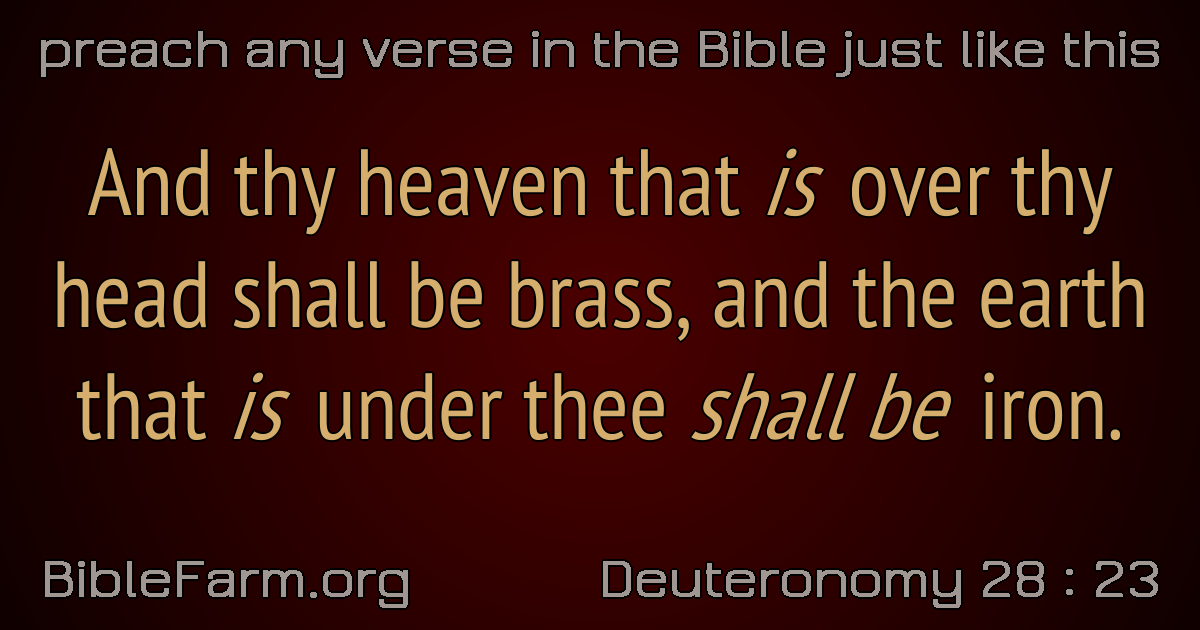 preach any verse in the Bible just like this
And thy heaven that is over thy
head shall be brass, and the earth
that is under thee shall be iron.
BibleFarm.org
Deuteronomy 28 : 23